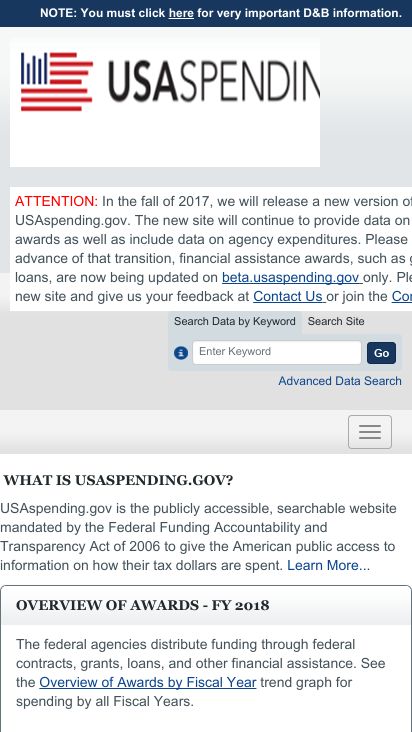 NOTE: You must click here for very important D&B information.
USASPENDIN
ATTENTION: In the fall of 2017, we will release a new version of
USAspending.gov. The new site will continue to provide data on
awards as well as include data on agency expenditures. Please
advance of that transition, financial assistance awards, such as
loans, are now being updated on beta.usaspending.gov only.
new site and give us your feedback at Contact Us or join the
Search Data by Keyword Search Site
Enter Keyword Go
Advanced Data Search
WHAT IS USASPENDING.GOV?
USAspending.gov is the publicly accessible, searchable website
mandated by the Federal Funding Accountability and
Transparency Act of 2006 to give the American public access to
information on how their tax dollars are spent. Learn More...
OVERVIEW OF AWARDS - FY 2018
The federal agencies distribute funding through federal
contracts, grants, loans, and other financial assistance. See
the Overview of Awards by Fiscal Year trend graph for
spending by all Fiscal Years.